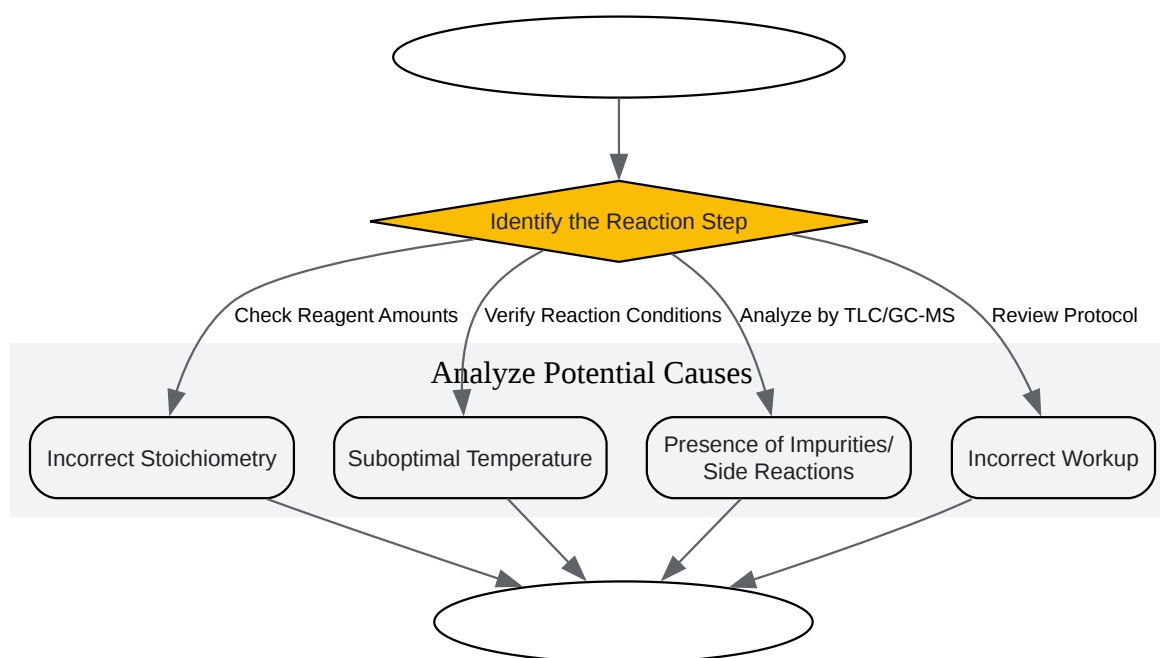 Identify the Reaction Step
Check Reagent Amounts
Verify Reaction Conditions
Analyze by TLC/GC-MS
Review Protocol
Analyze Potential Causes
Incorrect Stoichiometry
Suboptimal Temperature
Presence of Impurities/
Side Reactions
Incorrect Workup